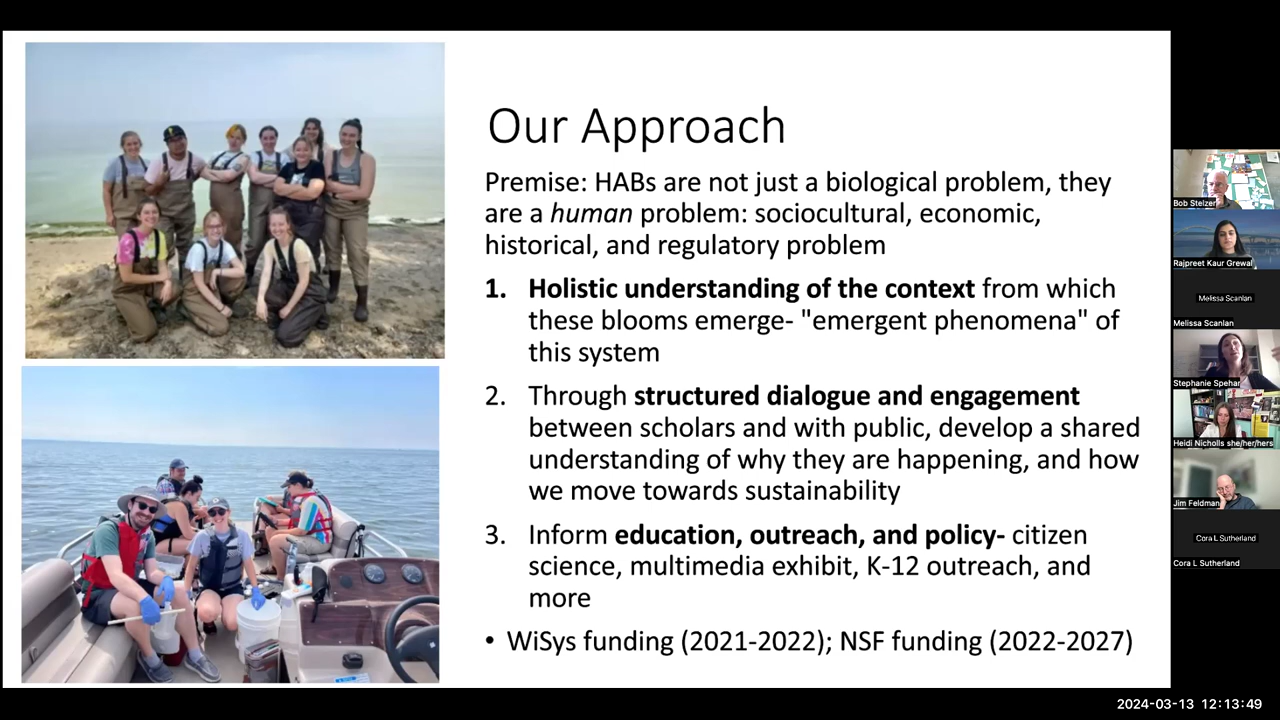 Our Approach
Premise: HABs are not just a biological problem, they
are a human problem: sociocultural, economic,
historical, and regulatory problem
1. Holistic understanding of the context from which
these blooms emerge- "emergent phenomena" of
this system
2. Through structured dialogue and engagement
between scholars and with public, develop a shared
understanding of why they are happening, and how
we move towards sustainability
3. Inform education, outreach, and policy- citizen
science, multimedia exhibit, K-12 outreach, and
more
• WiSys funding (2021-2022); NSF funding (2022-2027)
Bob Stelzer
Rajpreet Kaur Grewal
Melissa Scanlan
Melissa Scanlan
Stephanie Spehar
Heidi Nicholls she/her/hers
Jim Feldman
Cora L Sutherland
Cora L Sutherland
2024-03-13 12:13:49